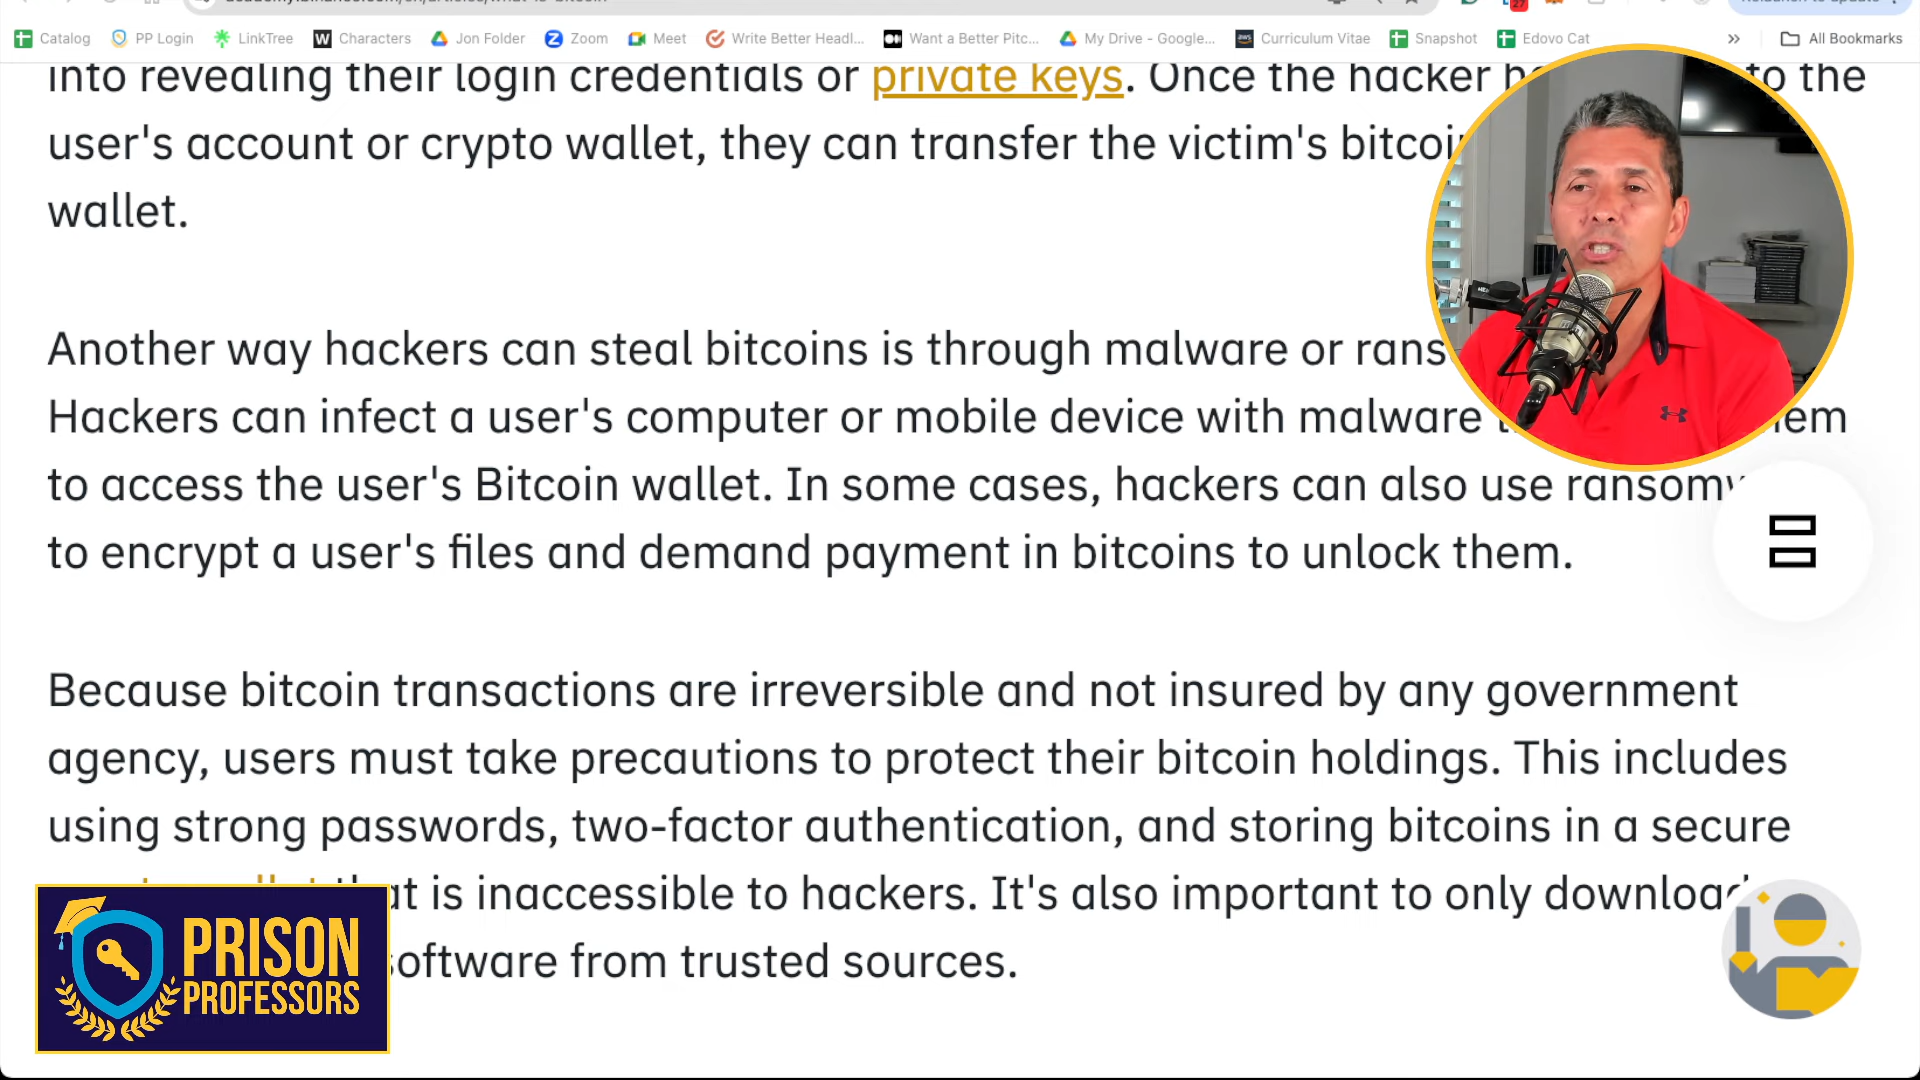 27
Catalog PP Login LinkTree W Characters Jon Folder Zoom Meet Write Better Headl... Want a Better Pitc... My Drive - Google... aws Curriculum Vitae Snapshot Edovo Cat » All Bookmarks
into revealing their login credentials or private keys. Once the hacker to the
user's account or crypto wallet, they can transfer the victim's
wallet.
Another way hackers can steal bitcoins is through malware or
Hackers can infect a user's computer or mobile device with malware
to access the user's Bitcoin wallet. In some cases, hackers can also use
to encrypt a user's files and demand payment in bitcoins to unlock them.
Because bitcoin transactions are irreversible and not insured by any government
agency, users must take precautions to protect their bitcoin holdings. This includes
using strong passwords, two-factor authentication, and storing bitcoins in a secure
is inaccessible to hackers. It's also important to only download
software from trusted sources.
PRISON
PROFESSORS